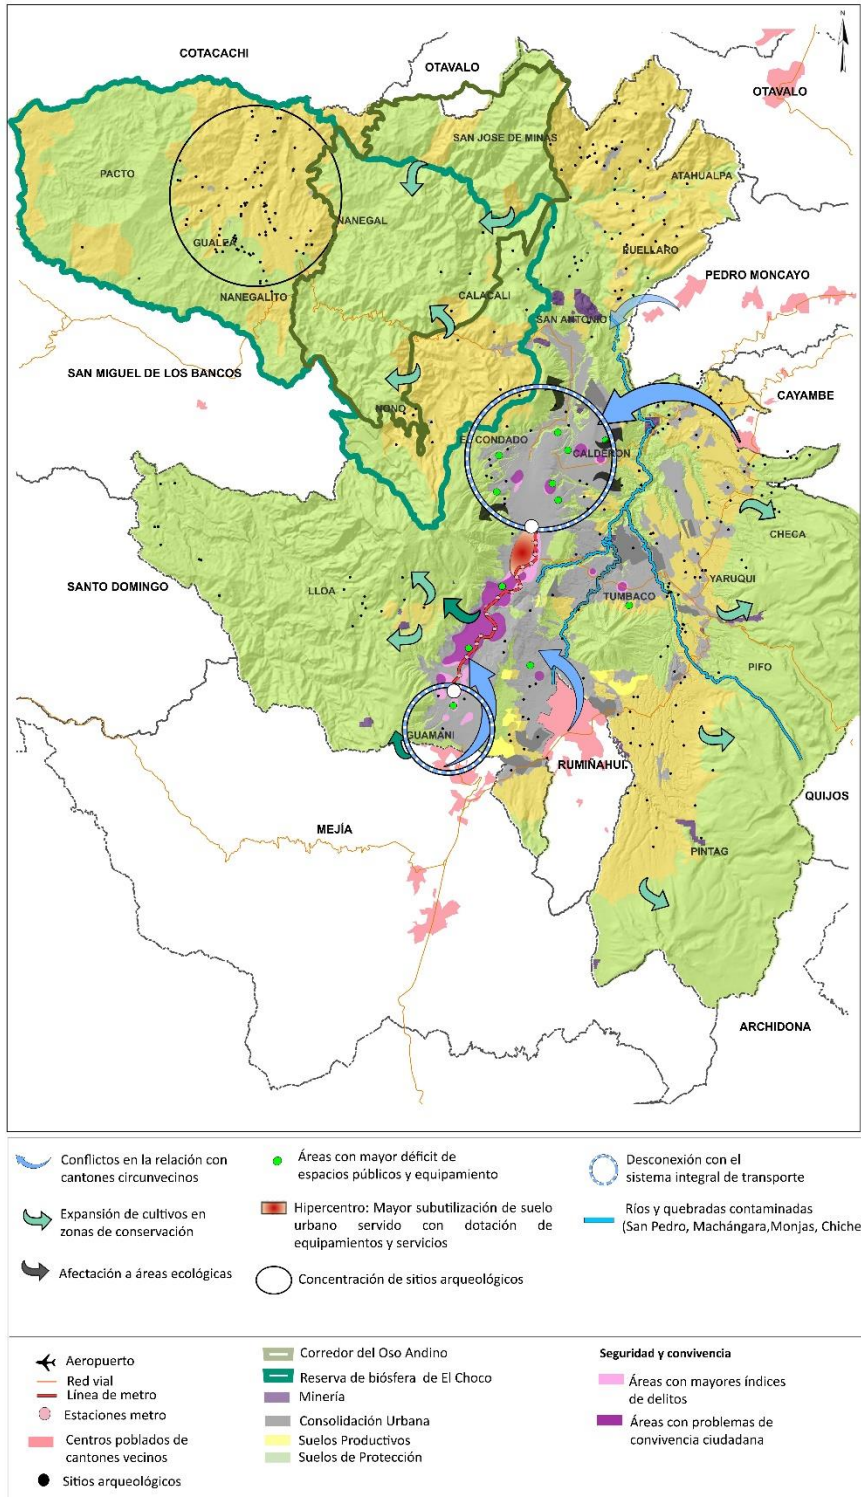 N
COTACACHI
OTAVALO
OTAVALO
SAN JOSE DE MINAS
PACTO
ATAHUALPA
NANEGAL
GUALEA
PUELLARO
PEDRO MONCAYO
NANEGALITO
CALACALI
SAN ANTONIO
SAN MIGUEL DE LOS BANCOS
CAYAMBE
NONO
EL CONDADO
CALDERON
CHECA
SANTO DOMINGO
LLOA
YARUQUI
TUMBACO
PIFO
GUAMANI
RUMIÑAHUI
QUIJOS
MEJÍA
PINTAG
ARCHIDONA
Conflictos en la relación con
cantones circunvecinos
Áreas con mayor déficit de
espacios públicos y equipamiento
Desconexión con el
sistema integral de transporte
Expansión de cultivos en
zonas de conservación
Hipercentro: Mayor subutilización de suelo
urbano servido con dotación de
equipamientos y servicios
Ríos y quebradas contaminadas
(San Pedro, Machángara,Monjas, Chiche
Afectación a áreas ecológicas
Concentración de sitios arqueológicos
Aeropuerto
Red vial
Línea de metro
Estaciones metro
Centros poblados de
cantones vecinos
Sitios arqueológicos
Corredor del Oso Andino
Reserva de biósfera de El Choco
Minería
Consolidación Urbana
Suelos Productivos
Suelos de Protección
Seguridad y convivencia
Áreas con mayores índices
de delitos
Áreas con problemas de
convivencia ciudadana